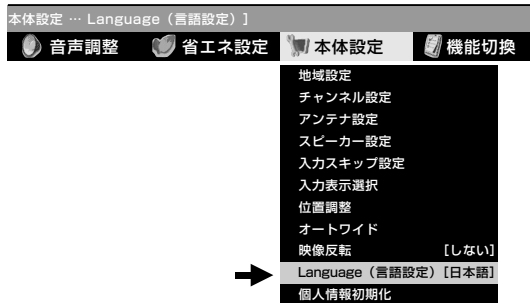 本体設定 … Language（言語設定）]
音声調整 省エネ設定 本体設定 機能切換
地域設定
チャンネル設定
アンテナ設定
スピーカー設定
入力スキップ設定
入力表示選択
位置調整
オートワイド
映像反転 [しない]
Language（言語設定） [日本語]
個人情報初期化